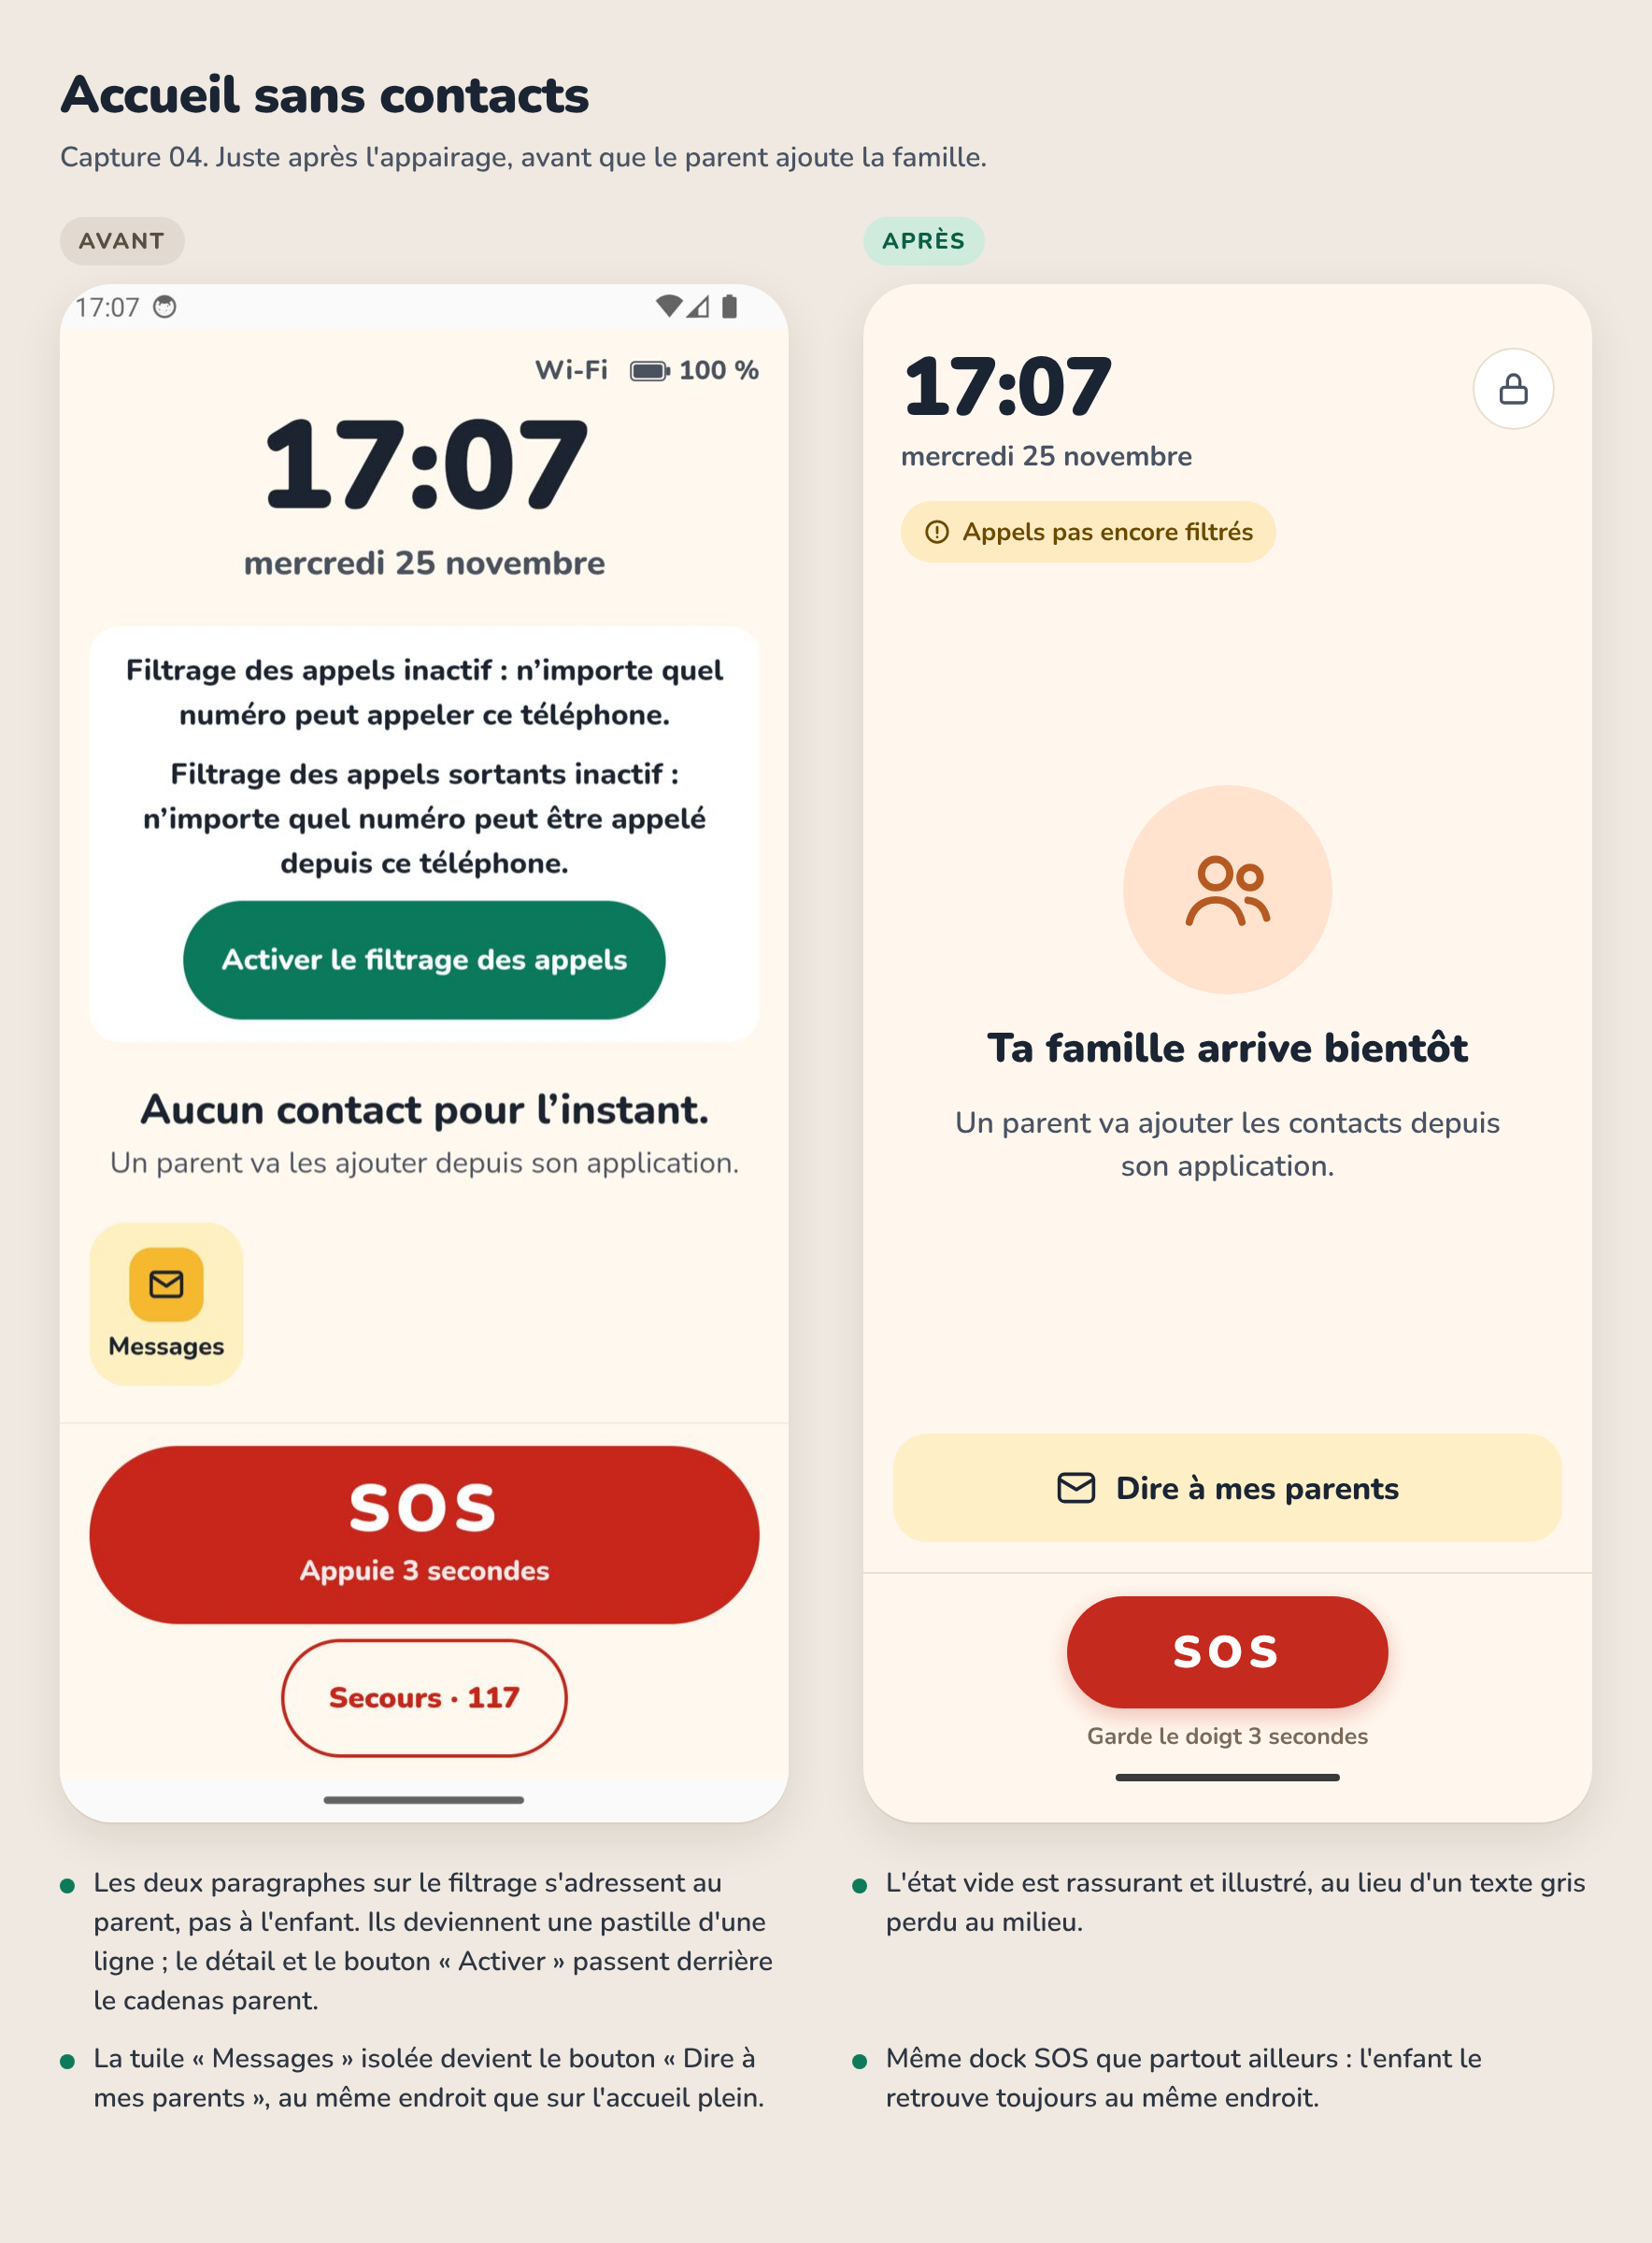 Accueil sans contacts
Capture 04. Juste après l'appairage, avant que le parent ajoute la famille.
AVANT
17:07
Wi-Fi 100 %
17:07
mercredi 25 novembre
Filtrage des appels inactif : n’importe quel
numéro peut appeler ce téléphone.
Filtrage des appels sortants inactif :
n’importe quel numéro peut être appelé
depuis ce téléphone.
Activer le filtrage des appels
Aucun contact pour l’instant.
Un parent va les ajouter depuis son application.
Messages
SOS
Appuie 3 secondes
Secours · 117
APRÈS
17:07
mercredi 25 novembre
Appels pas encore filtrés
Ta famille arrive bientôt
Un parent va ajouter les contacts depuis
son application.
Dire à mes parents
SOS
Garde le doigt 3 secondes
Les deux paragraphes sur le filtrage s'adressent au
parent, pas à l'enfant. Ils deviennent une pastille d'une
ligne ; le détail et le bouton « Activer » passent derrière
le cadenas parent.
L'état vide est rassurant et illustré, au lieu d'un texte gris
perdu au milieu.
La tuile « Messages » isolée devient le bouton « Dire à
mes parents », au même endroit que sur l'accueil plein.
Même dock SOS que partout ailleurs : l'enfant le
retrouve toujours au même endroit.